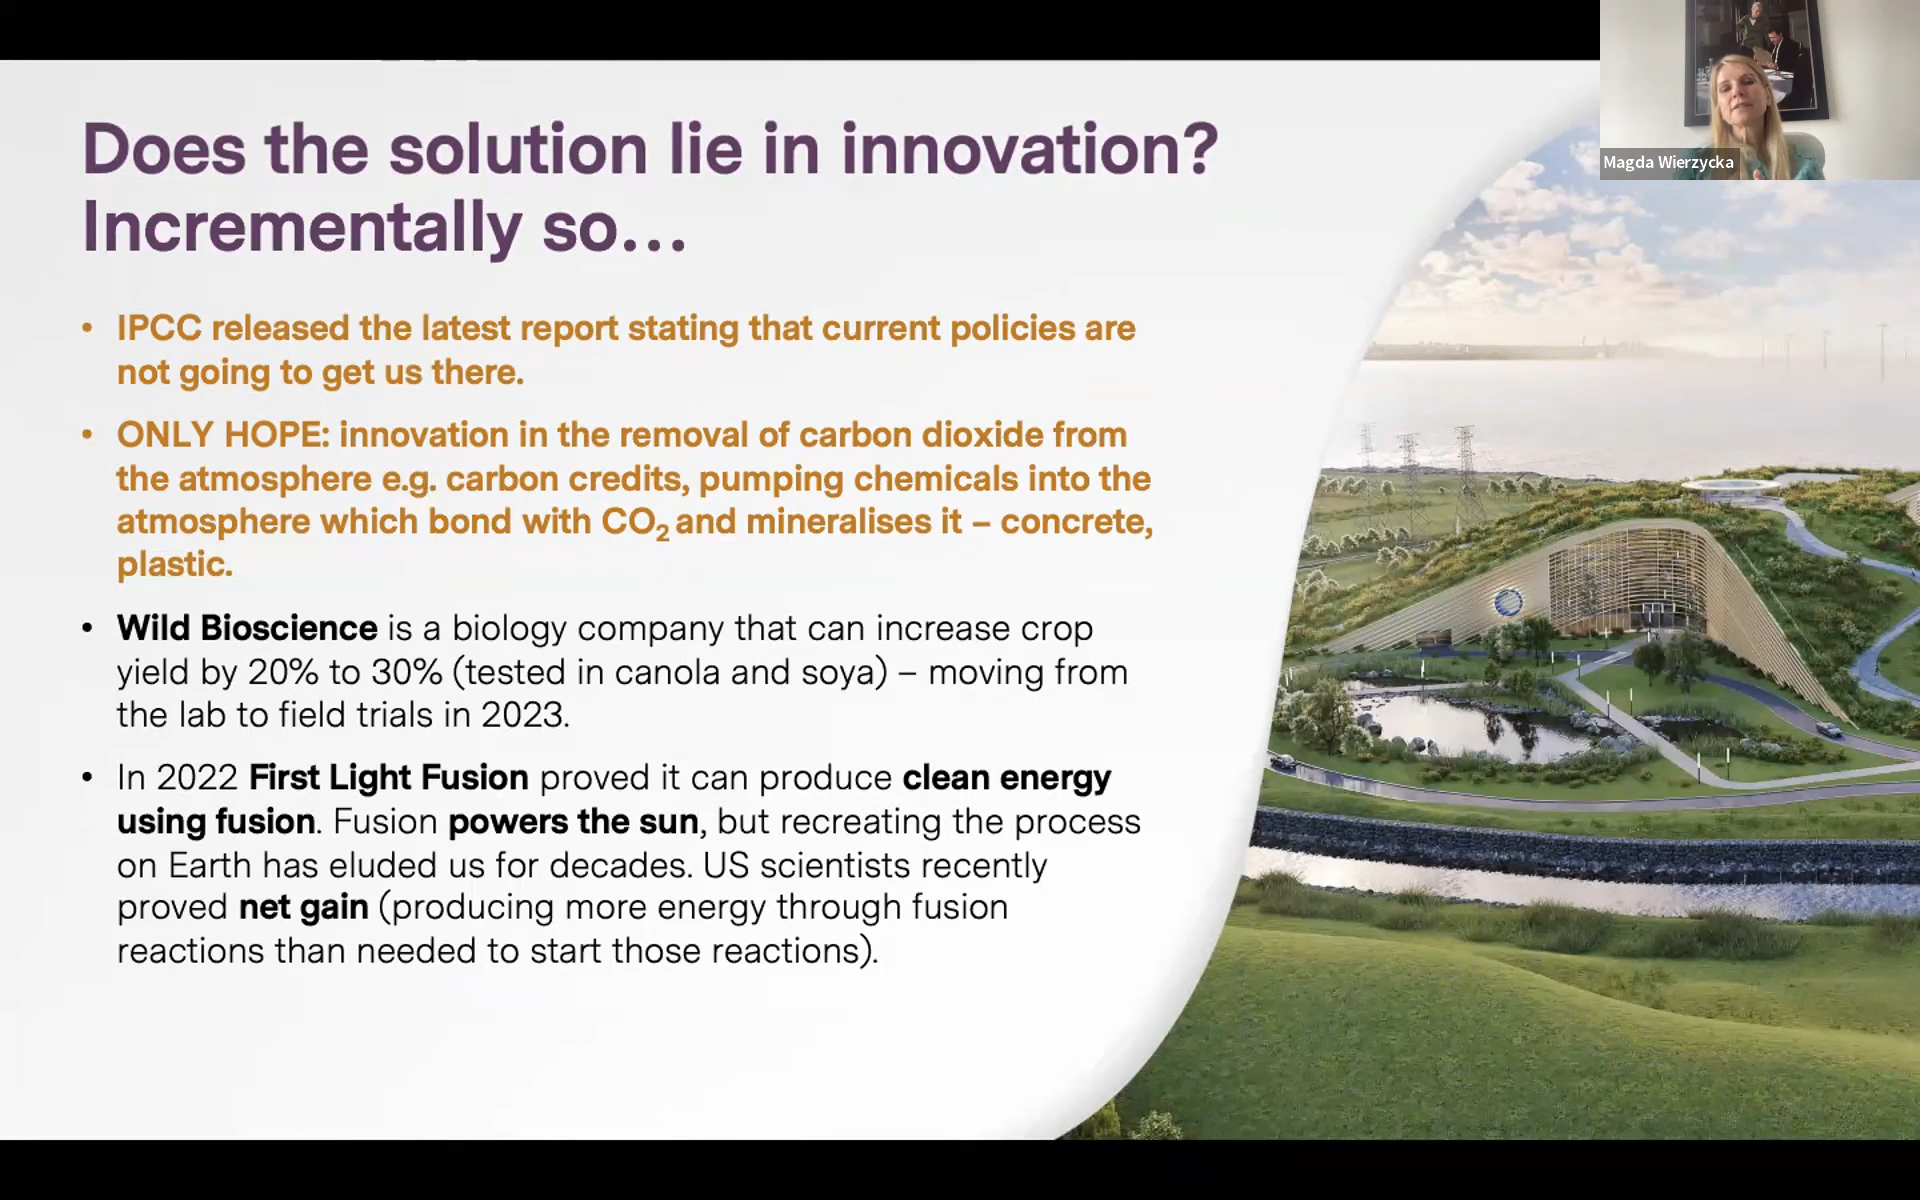 Magda Wierzycka
Does the solution lie in innovation?
Incrementally so...
• IPCC released the latest report stating that current policies are
not going to get us there.
• ONLY HOPE: innovation in the removal of carbon dioxide from
the atmosphere e.g. carbon credits, pumping chemicals into the
atmosphere which bond with CO₂ and mineralises it – concrete,
plastic.
• Wild Bioscience is a biology company that can increase crop
yield by 20% to 30% (tested in canola and soya) – moving from
the lab to field trials in 2023.
• In 2022 First Light Fusion proved it can produce clean energy
using fusion. Fusion powers the sun, but recreating the process
on Earth has eluded us for decades. US scientists recently
proved net gain (producing more energy through fusion
reactions than needed to start those reactions).